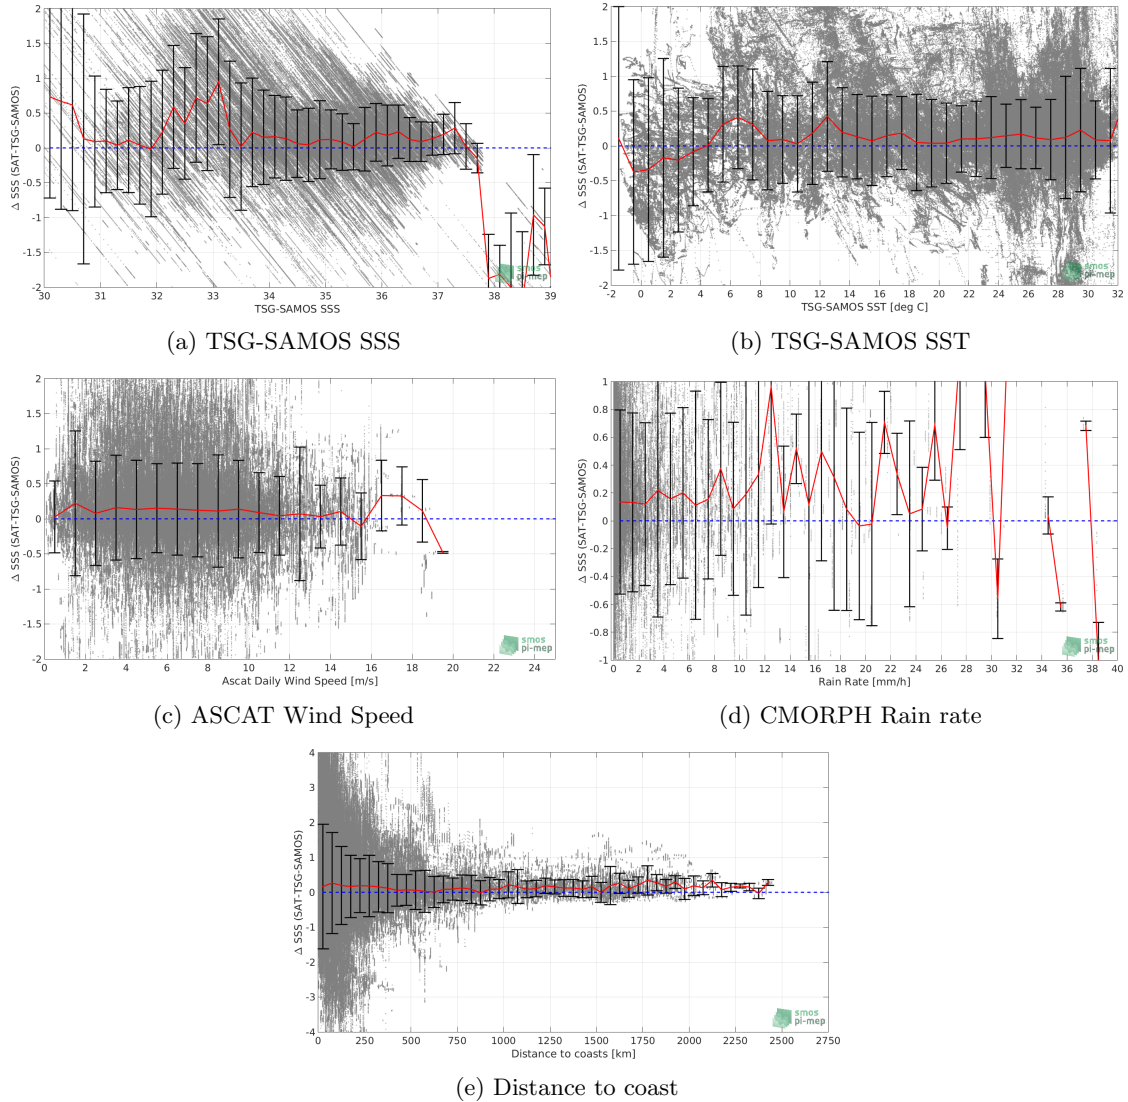 2
1.5
1
0.5
0
-0.5
-1
-1.5
-2
Δ SSS (SAT-TSG-SAMOS)
30 31 32 33 34 35 36 37 38 39
TSG-SAMOS SSS
smos
pi-mep
(a) TSG-SAMOS SSS
2
1.5
1
0.5
0
-0.5
-1
-1.5
-2
Δ SSS (SAT-TSG-SAMOS)
-2 0 2 4 6 8 10 12 14 16 18 20 22 24 26 28 30 32
TSG-SAMOS SST [deg C]
smos
pi-mep
(b) TSG-SAMOS SST
2
1.5
1
0.5
0
-0.5
-1
-1.5
-2
Δ SSS (SAT-TSG-SAMOS)
0 2 4 6 8 10 12 14 16 18 20 22 24
Ascat Daily Wind Speed [m/s]
smos
pi-mep
(c) ASCAT Wind Speed
1
0.8
0.6
0.4
0.2
0
-0.2
-0.4
-0.6
-0.8
-1
Δ SSS (SAT-TSG-SAMOS)
0 2 4 6 8 10 12 14 16 18 20 22 24 26 28 30 32 34 36 38 40
Rain Rate [mm/h]
smos
pi-mep
(d) CMORPH Rain rate
4
3
2
1
0
-1
-2
-3
-4
Δ SSS (SAT-TSG-SAMOS)
0 250 500 750 1000 1250 1500 1750 2000 2250 2500 2750
Distance to coasts [km]
smos
pi-mep
(e) Distance to coast